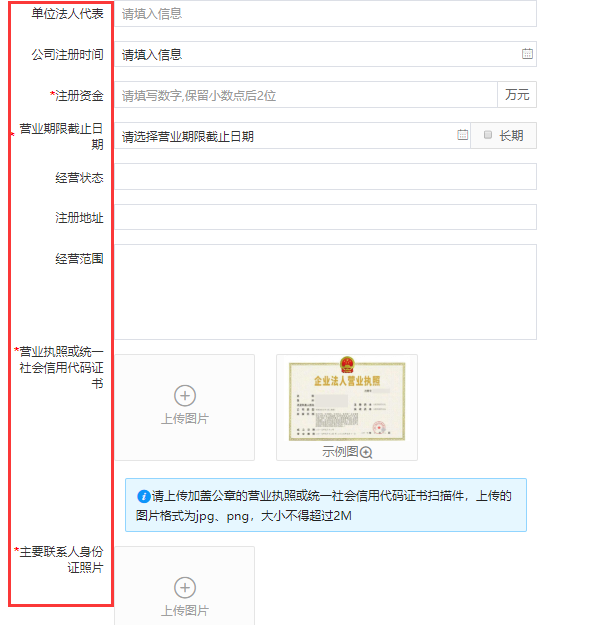 单位法人代表 请填入信息
公司注册时间 请填入信息
*注册资金 请填写数字,保留小数点后2位 万元
* 营业期限截止日
期
请选择营业期限截止日期 长期
经营状态
注册地址
经营范围
*营业执照或统一
社会信用代码证
书
上传图片
企业法人营业执照
示例图
请上传加盖公章的营业执照或统一社会信用代码证书扫描件，上传的
图片格式为jpg、png，大小不得超过2M
*主要联系人身份
证照片
上传图片